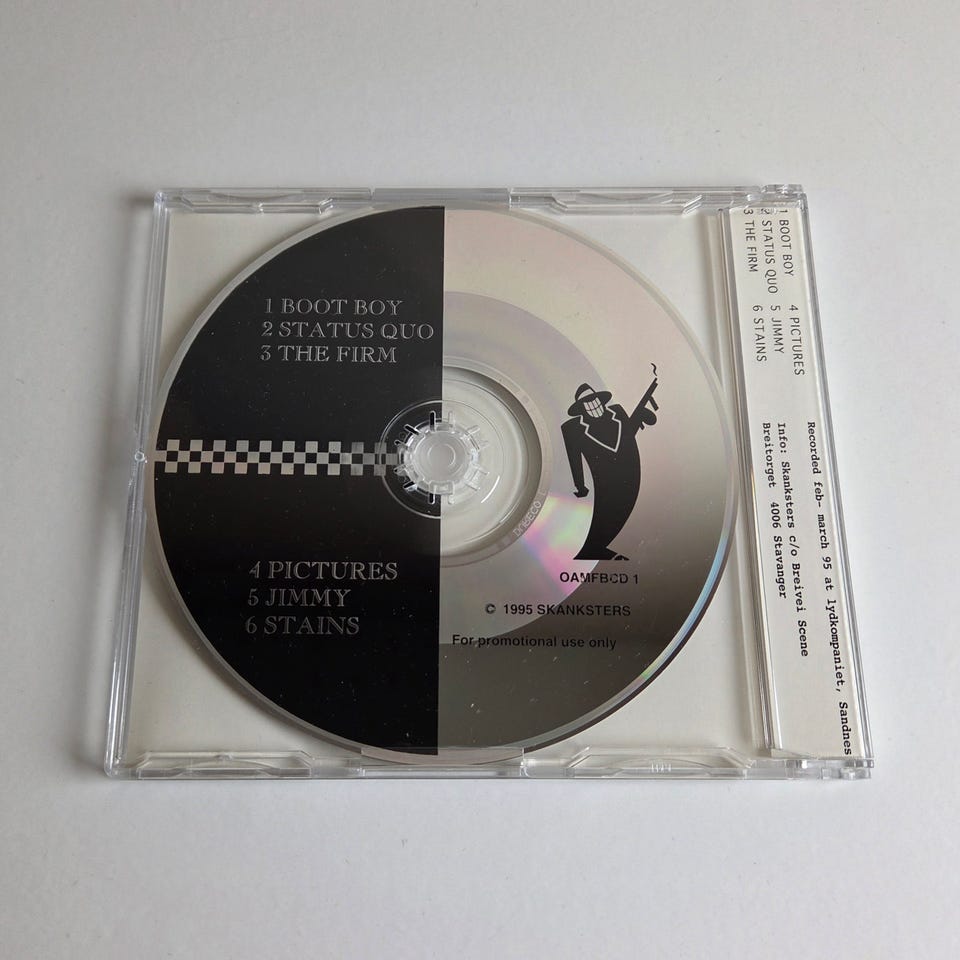 1 BOOT BOY
2 STATUS QUO
3 THE FIRM
4 PICTURES
5 JIMMY
6 STAINS
OAMFBCD 1
© 1995 SKANKSTERS
For promotional use only
DISECO
1 BOOT BOY 4 PICTURES
2 STATUS QUO 5 JIMMY
3 THE FIRM 6 STAINS
Recorded feb- march 95 at lydkompaniet, Sandnes
Info: Skanksters c/o Breivei Scene
Breitorget 4006 Stavanger